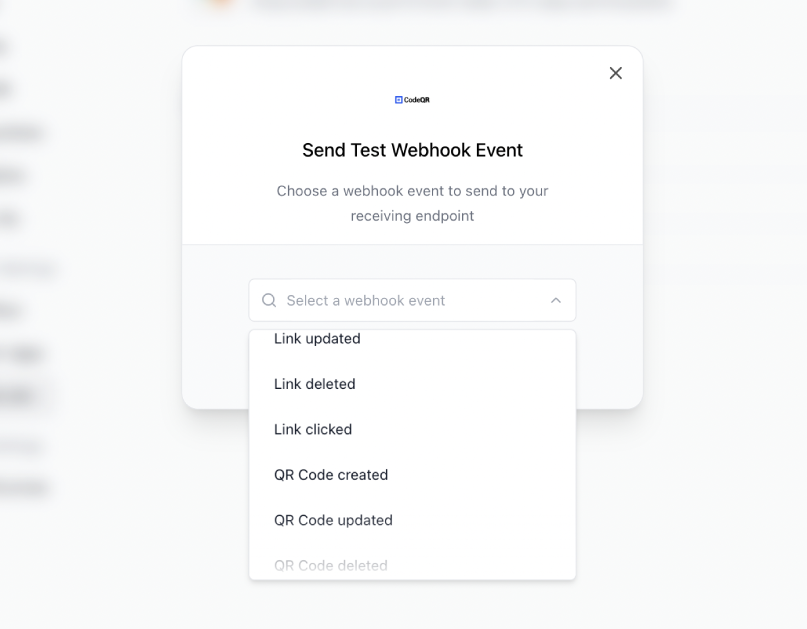 CodeQR
Send Test Webhook Event
Choose a webhook event to send to your
receiving endpoint
Select a webhook event
Link updated
Link deleted
Link clicked
QR Code created
QR Code updated
QR Code deleted